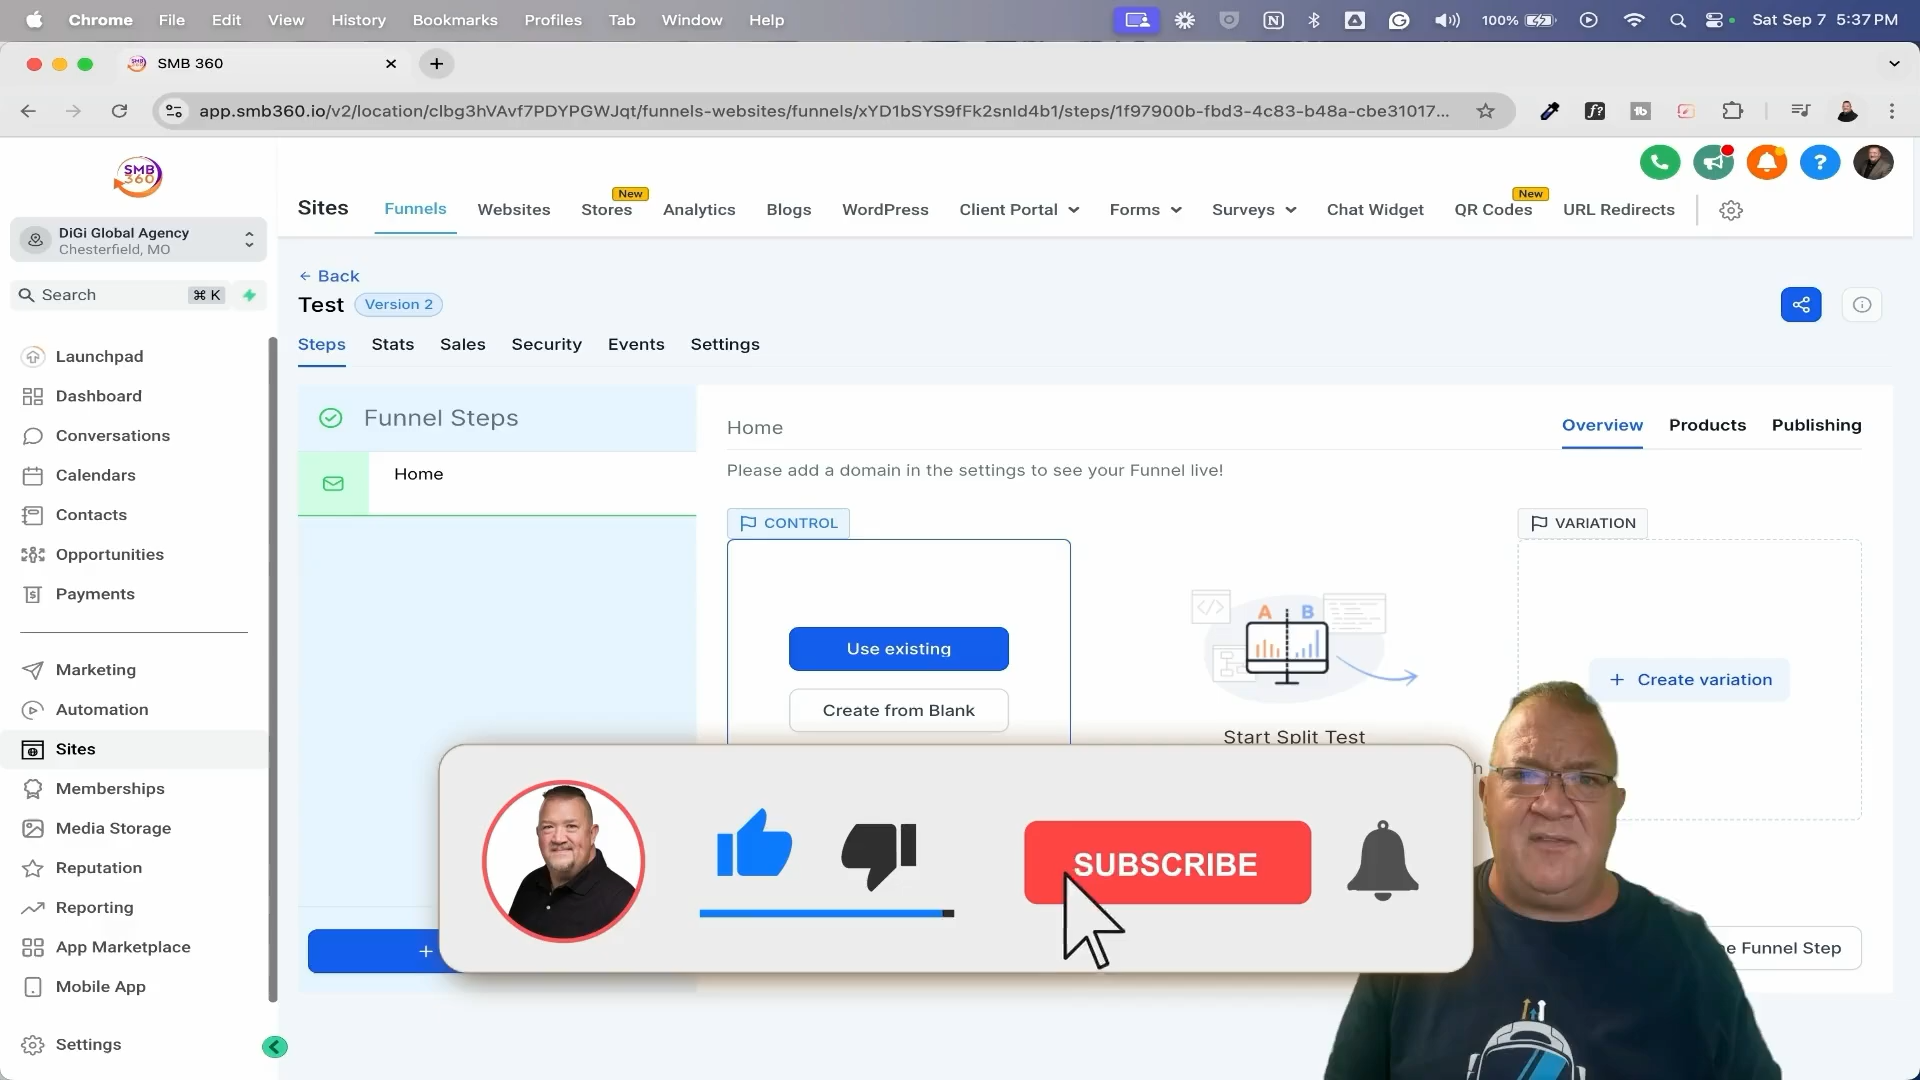 Chrome File Edit View History Bookmarks Profiles Tab Window Help 100% Sat Sep 7 5:37 PM
SMB 360
app.smb360.io/v2/location/clbg3hVAvf7PDYPGWJqt/funnels-websites/funnels/xYD1bSYS9fFk2snId4b1/steps/1f97900b-fbd3-4c83-b48a-cbe31017...
SMB
360
DiGi Global Agency
Chesterfield, MO
Search ⌘ K
Launchpad
Dashboard
Conversations
Calendars
Contacts
Opportunities
Payments
Marketing
Automation
Sites
Memberships
Media Storage
Reputation
Reporting
App Marketplace
Mobile App
Settings
New New
Sites Funnels Websites Stores Analytics Blogs WordPress Client Portal Forms Surveys Chat Widget QR Codes URL Redirects
← Back
Test Version 2
Steps Stats Sales Security Events Settings
Funnel Steps
Home
+
Home Overview Products Publishing
Please add a domain in the settings to see your Funnel live!
CONTROL
Use existing
Create from Blank
A B
Start Split Test
VARIATION
+ Create variation
Funnel Step
SUBSCRIBE